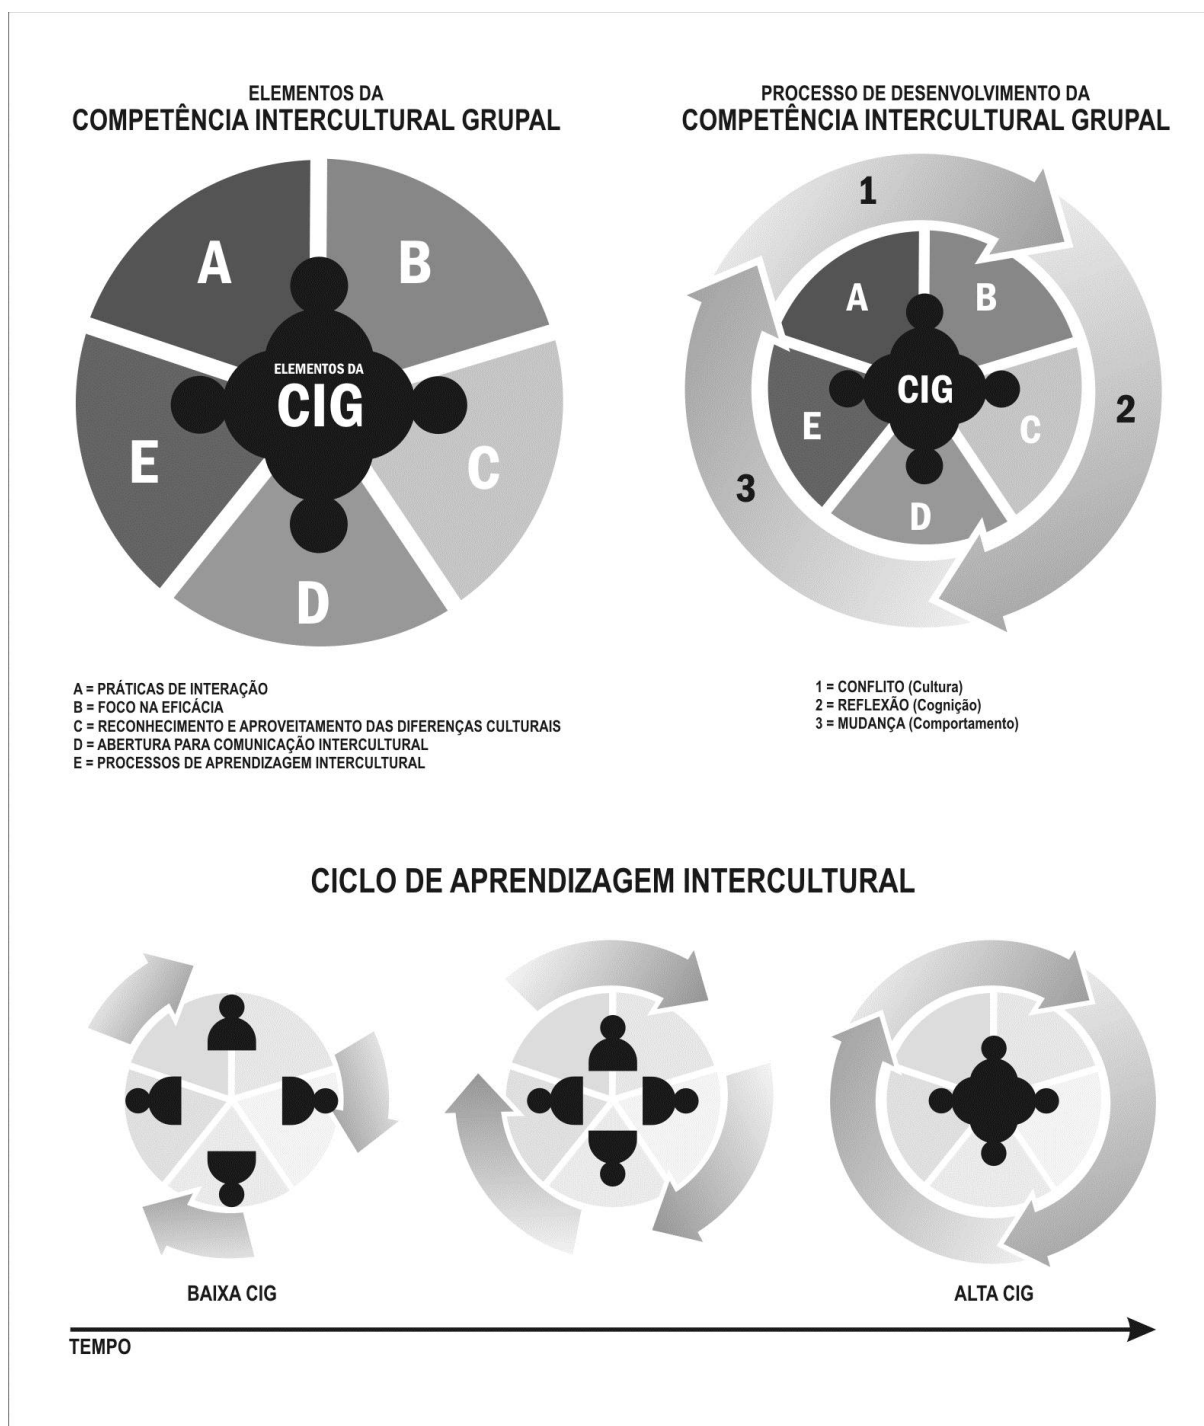 ELEMENTOS DA
COMPETÊNCIA INTERCULTURAL GRUPAL
A
B
ELEMENTOS DA
CIG
E
C
D
A = PRÁTICAS DE INTERAÇÃO
B = FOCO NA EFICÁCIA
C = RECONHECIMENTO E APROVEITAMENTO DAS DIFERENÇAS CULTURAIS
D = ABERTURA PARA COMUNICAÇÃO INTERCULTURAL
E = PROCESSOS DE APRENDIZAGEM INTERCULTURAL
PROCESSO DE DESENVOLVIMENTO DA
COMPETÊNCIA INTERCULTURAL GRUPAL
1
A
B
CIG
2
E
C
3
D
1 = CONFLITO (Cultura)
2 = REFLEXÃO (Cognição)
3 = MUDANÇA (Comportamento)
CICLO DE APRENDIZAGEM INTERCULTURAL
BAIXA CIG
ALTA CIG
TEMPO